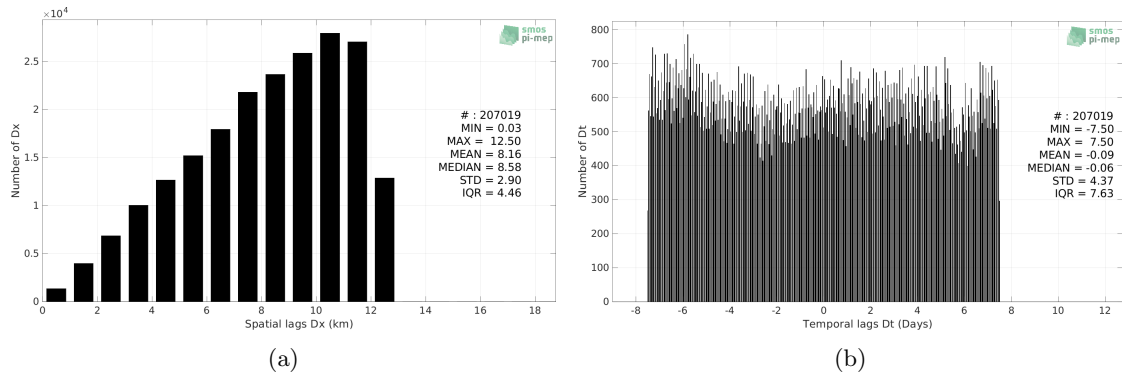 ×10⁴
3
2.5
2
1.5
1
0.5
0
0 2 4 6 8 10 12 14 16 18
Number of Dx
Spatial lags Dx (km)
smos
pi-mep
# : 207019
MIN = 0.03
MAX = 12.50
MEAN = 8.16
MEDIAN = 8.58
STD = 2.90
IQR = 4.46
(a)
800
700
600
500
400
300
200
100
0
-8 -6 -4 -2 0 2 4 6 8 10 12
Number of Dt
Temporal lags Dt (Days)
smos
pi-mep
# : 207019
MIN = -7.50
MAX = 7.50
MEAN = -0.09
MEDIAN = -0.06
STD = 4.37
IQR = 7.63
(b)